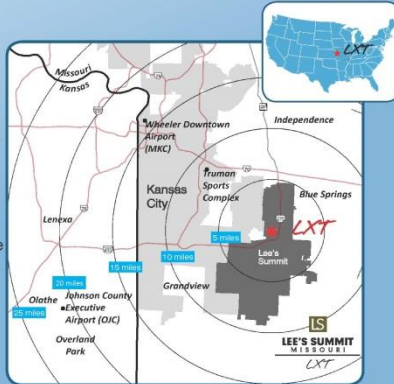 LXT
Missouri
Kansas
Independence
Wheeler Downtown
Airport
(MKC)
Truman
Sports
Complex
Kansas
City
Blue Springs
Lenexa
LXT
5 miles
Lee's
Summit
10 miles
15 miles
20 miles
25 miles
Grandview
Olathe
Johnson County
Executive
Airport (OJC)
Overland
Park
LS
LEE'S SUMMIT
MISSOURI
LXT